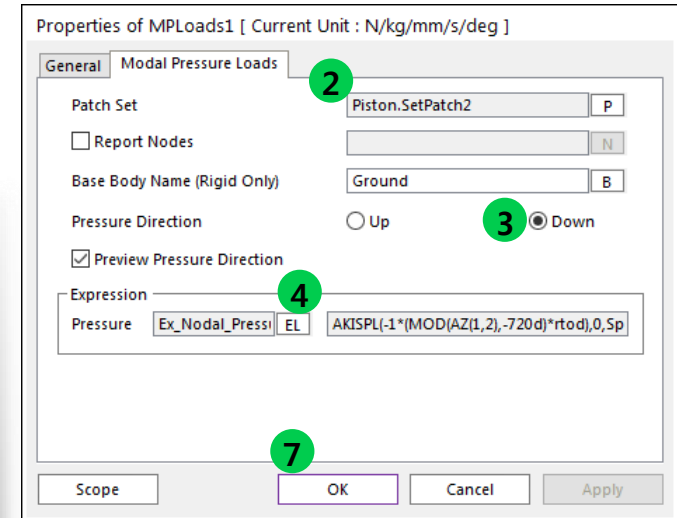 Properties of MPLoads1 [ Current Unit : N/kg/mm/s/deg ]
General Modal Pressure Loads
2
Patch Set Piston.SetPatch2 P
Report Nodes N
Base Body Name (Rigid Only) Ground B
Pressure Direction Up 3 Down
Preview Pressure Direction
Expression 4
Pressure Ex_Nodal_Pressu EL AKISPL(-1*(MOD(AZ(1,2),-720d)*rtod),0,Sp
7
Scope OK Cancel Apply